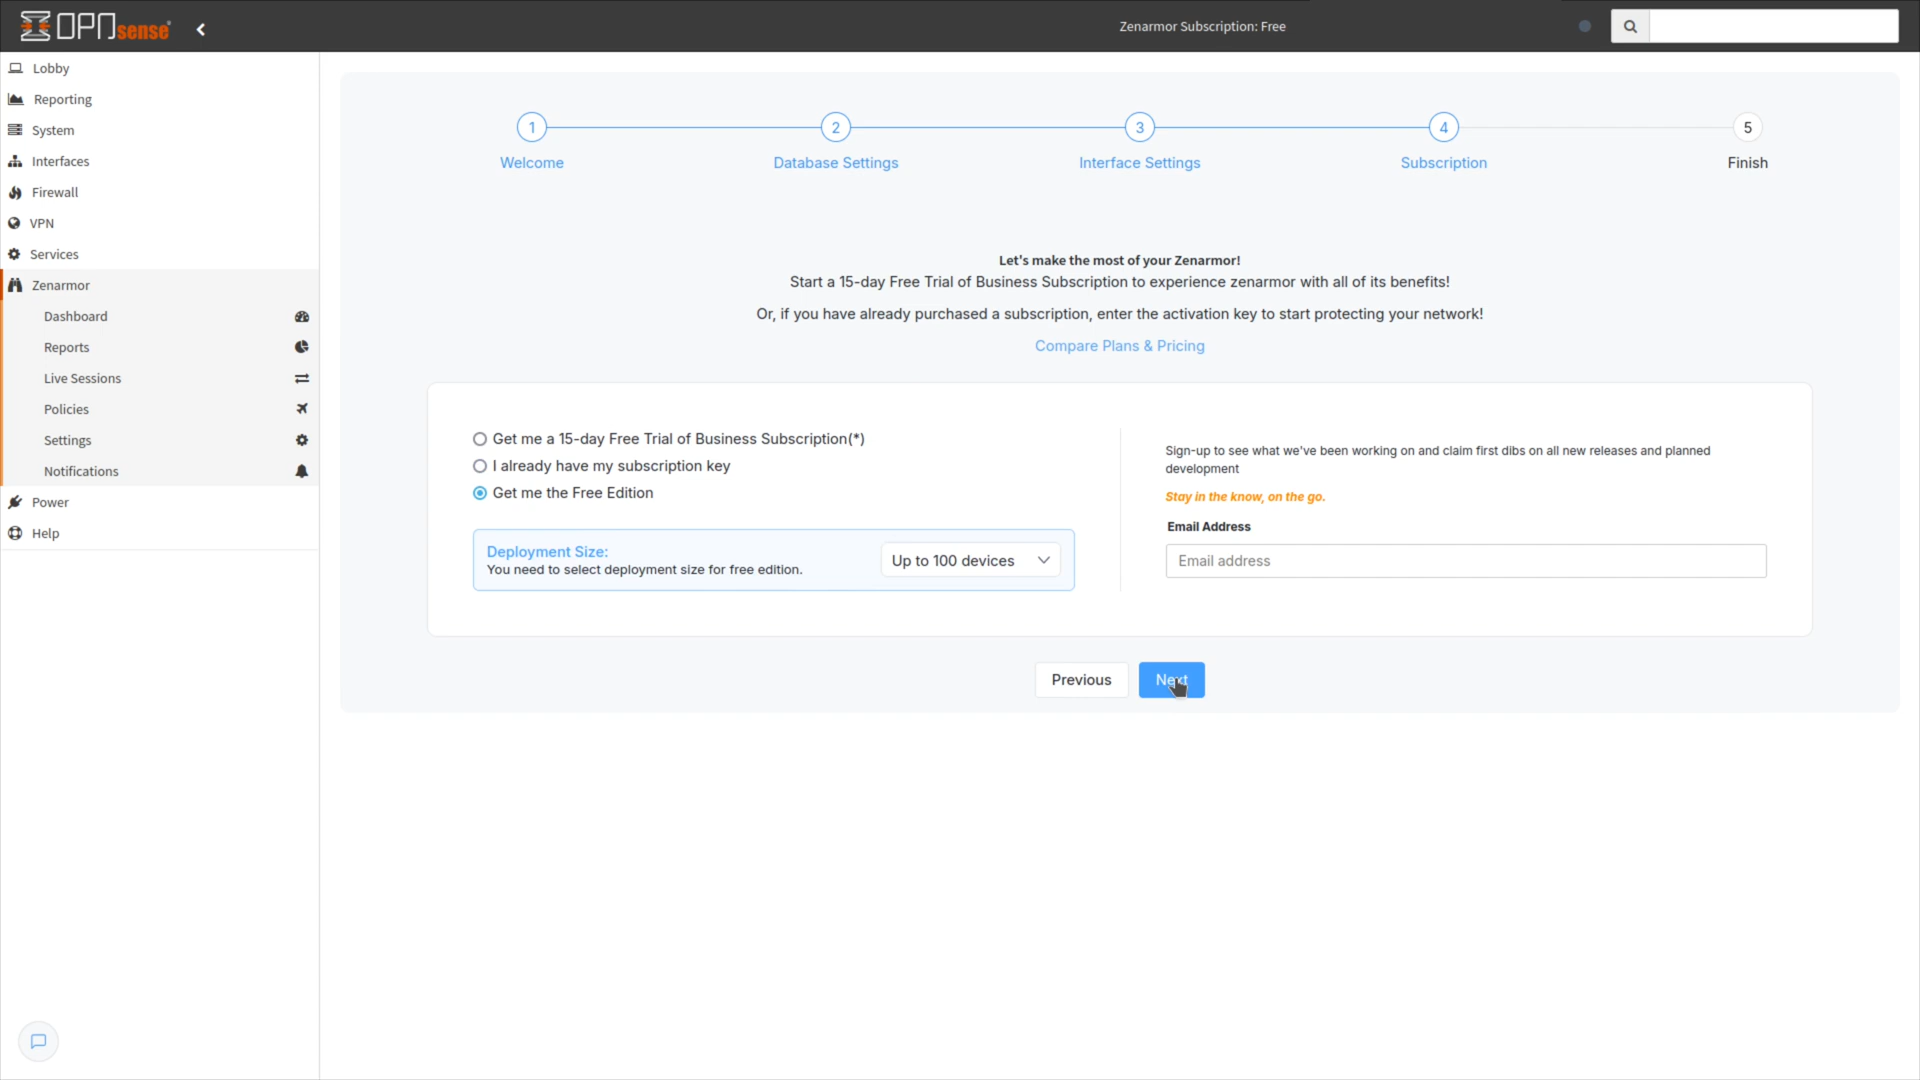 OPNsense
Zenarmor Subscription: Free
Lobby
Reporting
System
Interfaces
Firewall
VPN
Services
Zenarmor
Dashboard
Reports
Live Sessions
Policies
Settings
Notifications
Power
Help
1
2
3
4
5
Welcome
Database Settings
Interface Settings
Subscription
Finish
Let's make the most of your Zenarmor!
Start a 15-day Free Trial of Business Subscription to experience zenarmor with all of its benefits!
Or, if you have already purchased a subscription, enter the activation key to start protecting your network!
Compare Plans & Pricing
Get me a 15-day Free Trial of Business Subscription(*)
I already have my subscription key
Get me the Free Edition
Deployment Size:
You need to select deployment size for free edition.
Up to 100 devices
Sign-up to see what we've been working on and claim first dibs on all new releases and planned
development
Stay in the know, on the go.
Email Address
Email address
Previous
Next